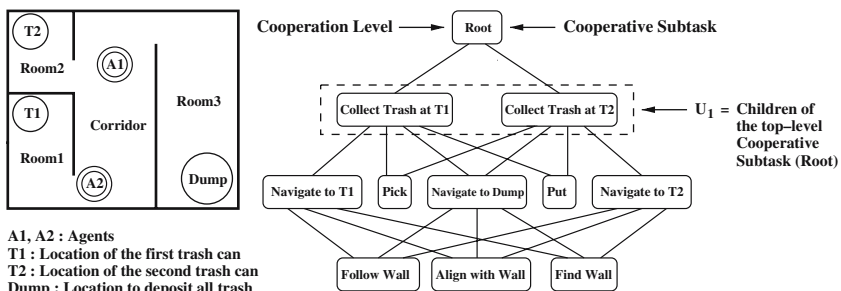 T2
Room2
A1
T1
Corridor
Room3
Room1
A2
Dump
A1, A2 : Agents
T1 : Location of the first trash can
T2 : Location of the second trash can
Dump : Location to deposit all trash
Cooperation Level
Root
Cooperative Subtask
Collect Trash at T1
Collect Trash at T2
U1 = Children of
the top-level
Cooperative
Subtask (Root)
Navigate to T1
Pick
Navigate to Dump
Put
Navigate to T2
Follow Wall
Align with Wall
Find Wall